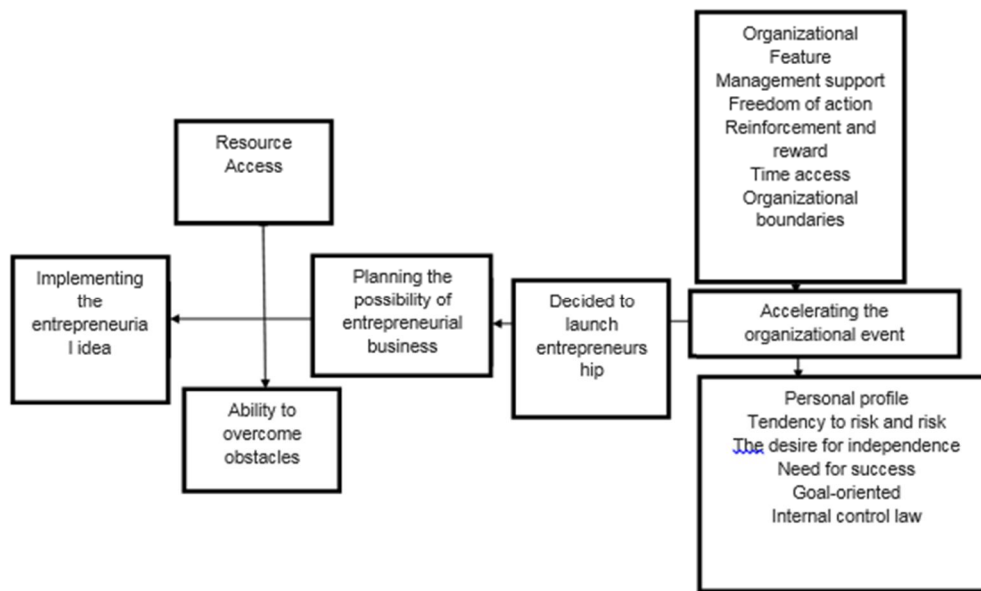 Organizational
Feature
Management support
Freedom of action
Reinforcement and
reward
Time access
Organizational
boundaries
Resource
Access
Implementing
the
entrepreneuria
l idea
Planning the
possibility of
entrepreneurial
business
Decided to
launch
entrepreneurs
hip
Accelerating the
organizational event
Ability to
overcome
obstacles
Personal profile
Tendency to risk and risk
The desire for independence
Need for success
Goal-oriented
Internal control law